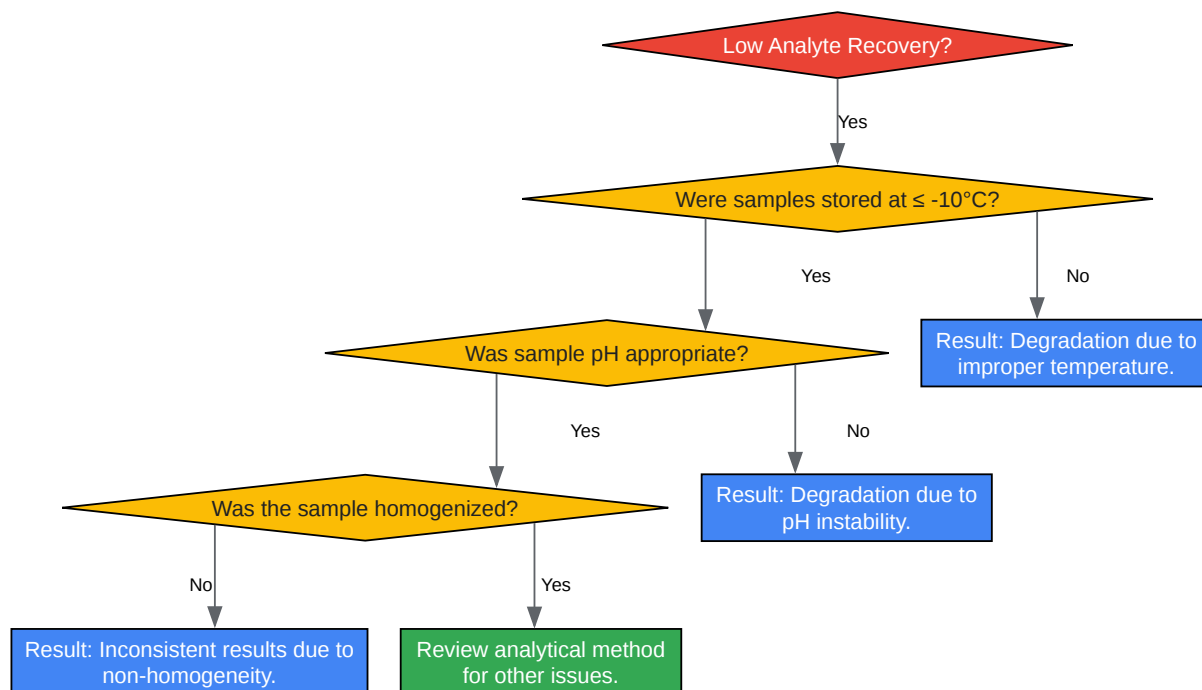 Low Analyte Recovery?
Yes
Were samples stored at ≤ -10°C?
Yes
No
Was sample pH appropriate?
Result: Degradation due to
improper temperature.
Yes
No
Was the sample homogenized?
Result: Degradation due to
pH instability.
No
Yes
Result: Inconsistent results due to
non-homogeneity.
Review analytical method
for other issues.